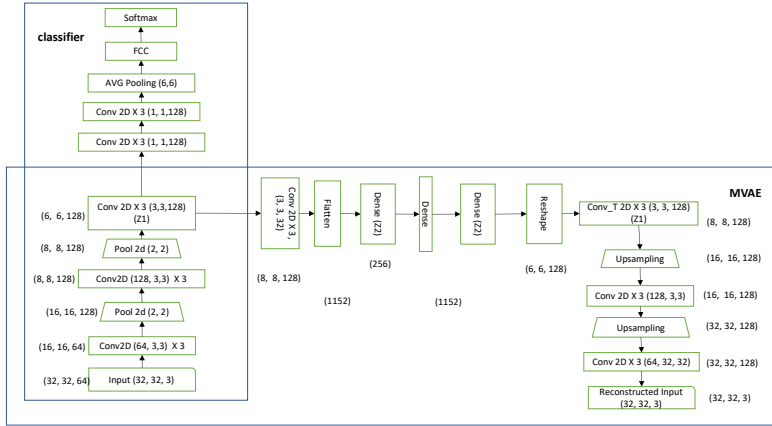 Softmax
classifier
FCC
AVG Pooling (6,6)
Conv 2D X 3 (1, 1,128)
Conv 2D X 3 (1, 1,128)
MVAE
(6, 6, 128)
Conv 2D X 3 (3,3,128)
(Z1)
Conv 2D X 3,
(3, 3, 32)
Flatten
Dense (Z2)
Dense
Dense (Z2)
Reshape
Conv_T 2D X 3 (3, 3, 128)
(Z1)
(8, 8, 128)
(8, 8, 128)
Pool 2d (2, 2)
(8, 8, 128)
Conv2D (128, 3,3) X 3
(8, 8, 128)
(256)
(6, 6, 128)
Upsampling
(16, 16, 128)
(16, 16, 128)
Pool 2d (2, 2)
(1152)
(1152)
Conv 2D X 3 (128, 3,3)
(16, 16, 128)
Upsampling
(32, 32, 128)
(16, 16, 64)
Conv2D (64, 3,3) X 3
Conv 2D X 3 (64, 32, 32)
(32, 32, 128)
(32, 32, 64)
Input (32, 32, 3)
Reconstructed Input
(32, 32, 3)
(32, 32, 3)